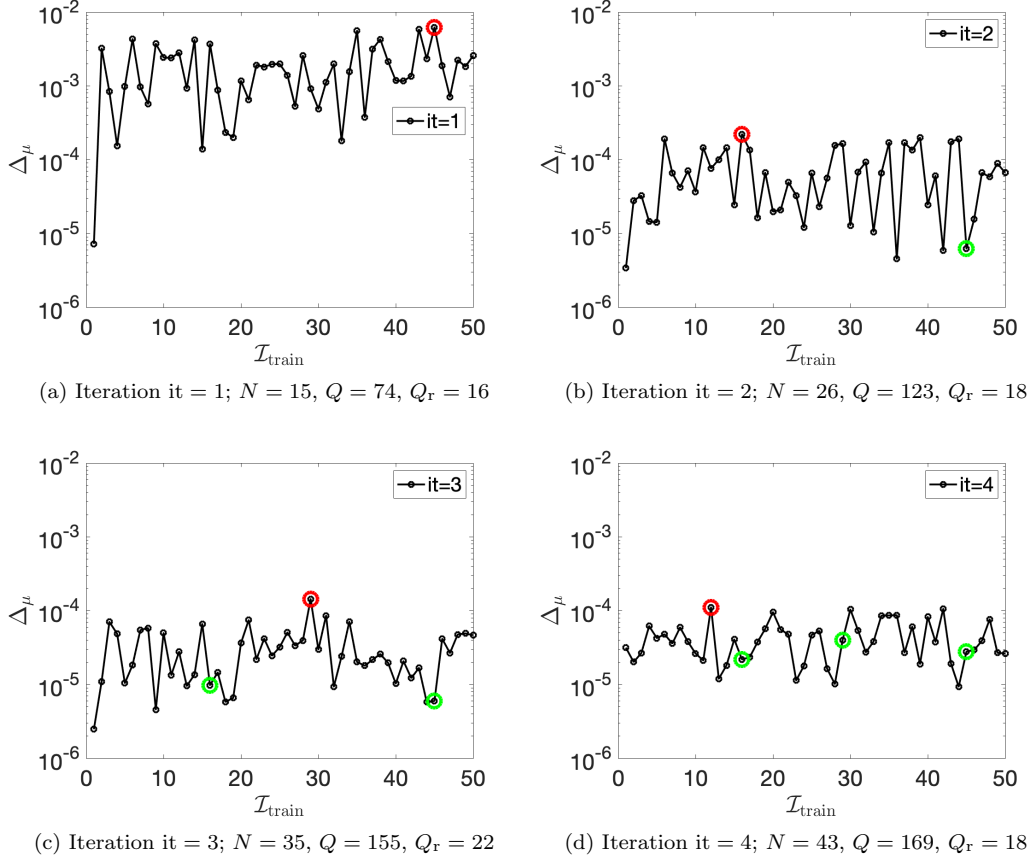 10^-2
10^-3
10^-4
10^-5
10^-6
Δ_μ
it=1
0 10 20 30 40 50
I_train
(a) Iteration it = 1; N = 15, Q = 74, Q_r = 16
10^-2
10^-3
10^-4
10^-5
10^-6
Δ_μ
it=2
0 10 20 30 40 50
I_train
(b) Iteration it = 2; N = 26, Q = 123, Q_r = 18
10^-2
10^-3
10^-4
10^-5
10^-6
Δ_μ
it=3
0 10 20 30 40 50
I_train
(c) Iteration it = 3; N = 35, Q = 155, Q_r = 22
10^-2
10^-3
10^-4
10^-5
10^-6
Δ_μ
it=4
0 10 20 30 40 50
I_train
(d) Iteration it = 4; N = 43, Q = 169, Q_r = 18